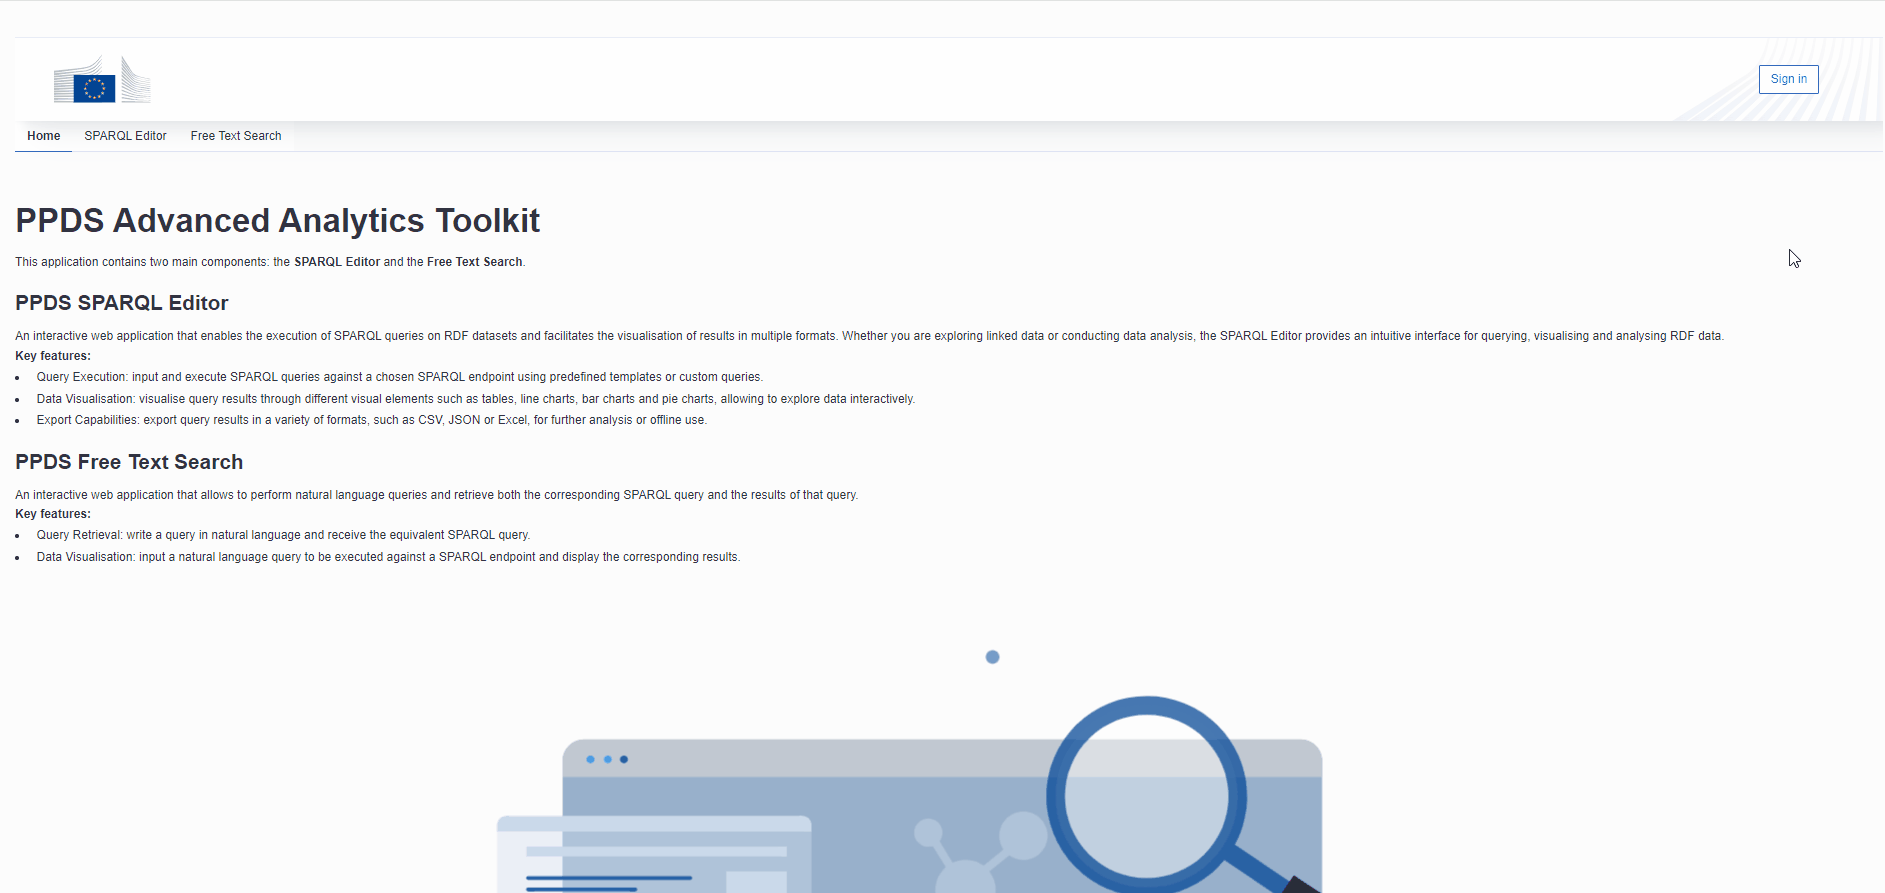 Sign in
Home SPARQL Editor Free Text Search
PPDS Advanced Analytics Toolkit
This application contains two main components: the SPARQL Editor and the Free Text Search.
PPDS SPARQL Editor
An interactive web application that enables the execution of SPARQL queries on RDF datasets and facilitates the visualisation of results in multiple formats. Whether you are exploring linked data or conducting data analysis, the SPARQL Editor provides an intuitive interface for querying, visualising and analysing RDF data.
Key features:
• Query Execution: input and execute SPARQL queries against a chosen SPARQL endpoint using predefined templates or custom queries.
• Data Visualisation: visualise query results through different visual elements such as tables, line charts, bar charts and pie charts, allowing to explore data interactively.
• Export Capabilities: export query results in a variety of formats, such as CSV, JSON or Excel, for further analysis or offline use.
PPDS Free Text Search
An interactive web application that allows to perform natural language queries and retrieve both the corresponding SPARQL query and the results of that query.
Key features:
• Query Retrieval: write a query in natural language and receive the equivalent SPARQL query.
• Data Visualisation: input a natural language query to be executed against a SPARQL endpoint and display the corresponding results.